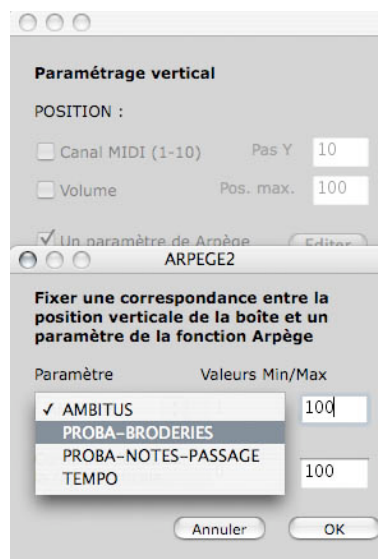 Paramétrage vertical
POSITION :
Canal MIDI (1-10) Pas Y 10
Volume Pos. max. 100
Un paramètre de Arpège Editer
ARPEGE2
Fixer une correspondance entre la
position verticale de la boîte et un
paramètre de la fonction Arpège
Paramètre Valeurs Min/Max
✓ AMBITUS 100
PROBA-BRODERIES
PROBA-NOTES-PASSAGE 100
TEMPO
Annuler OK